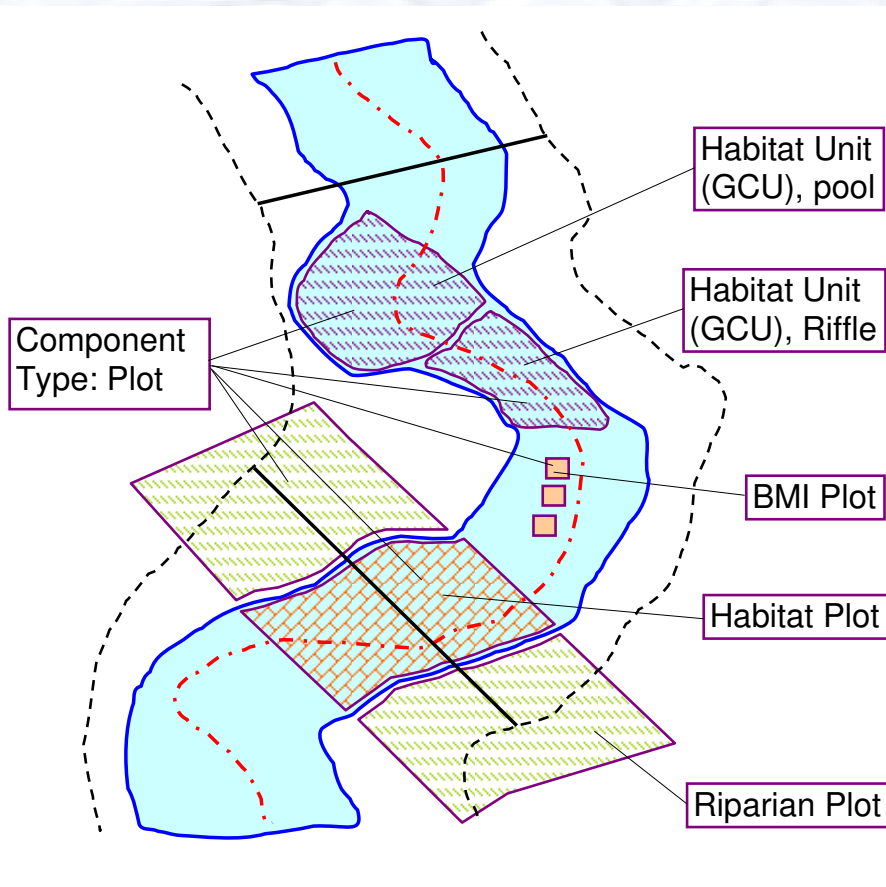 Habitat Unit
(GCU), pool
Habitat Unit
(GCU), Riffle
Component
Type: Plot
BMI Plot
Habitat Plot
Riparian Plot